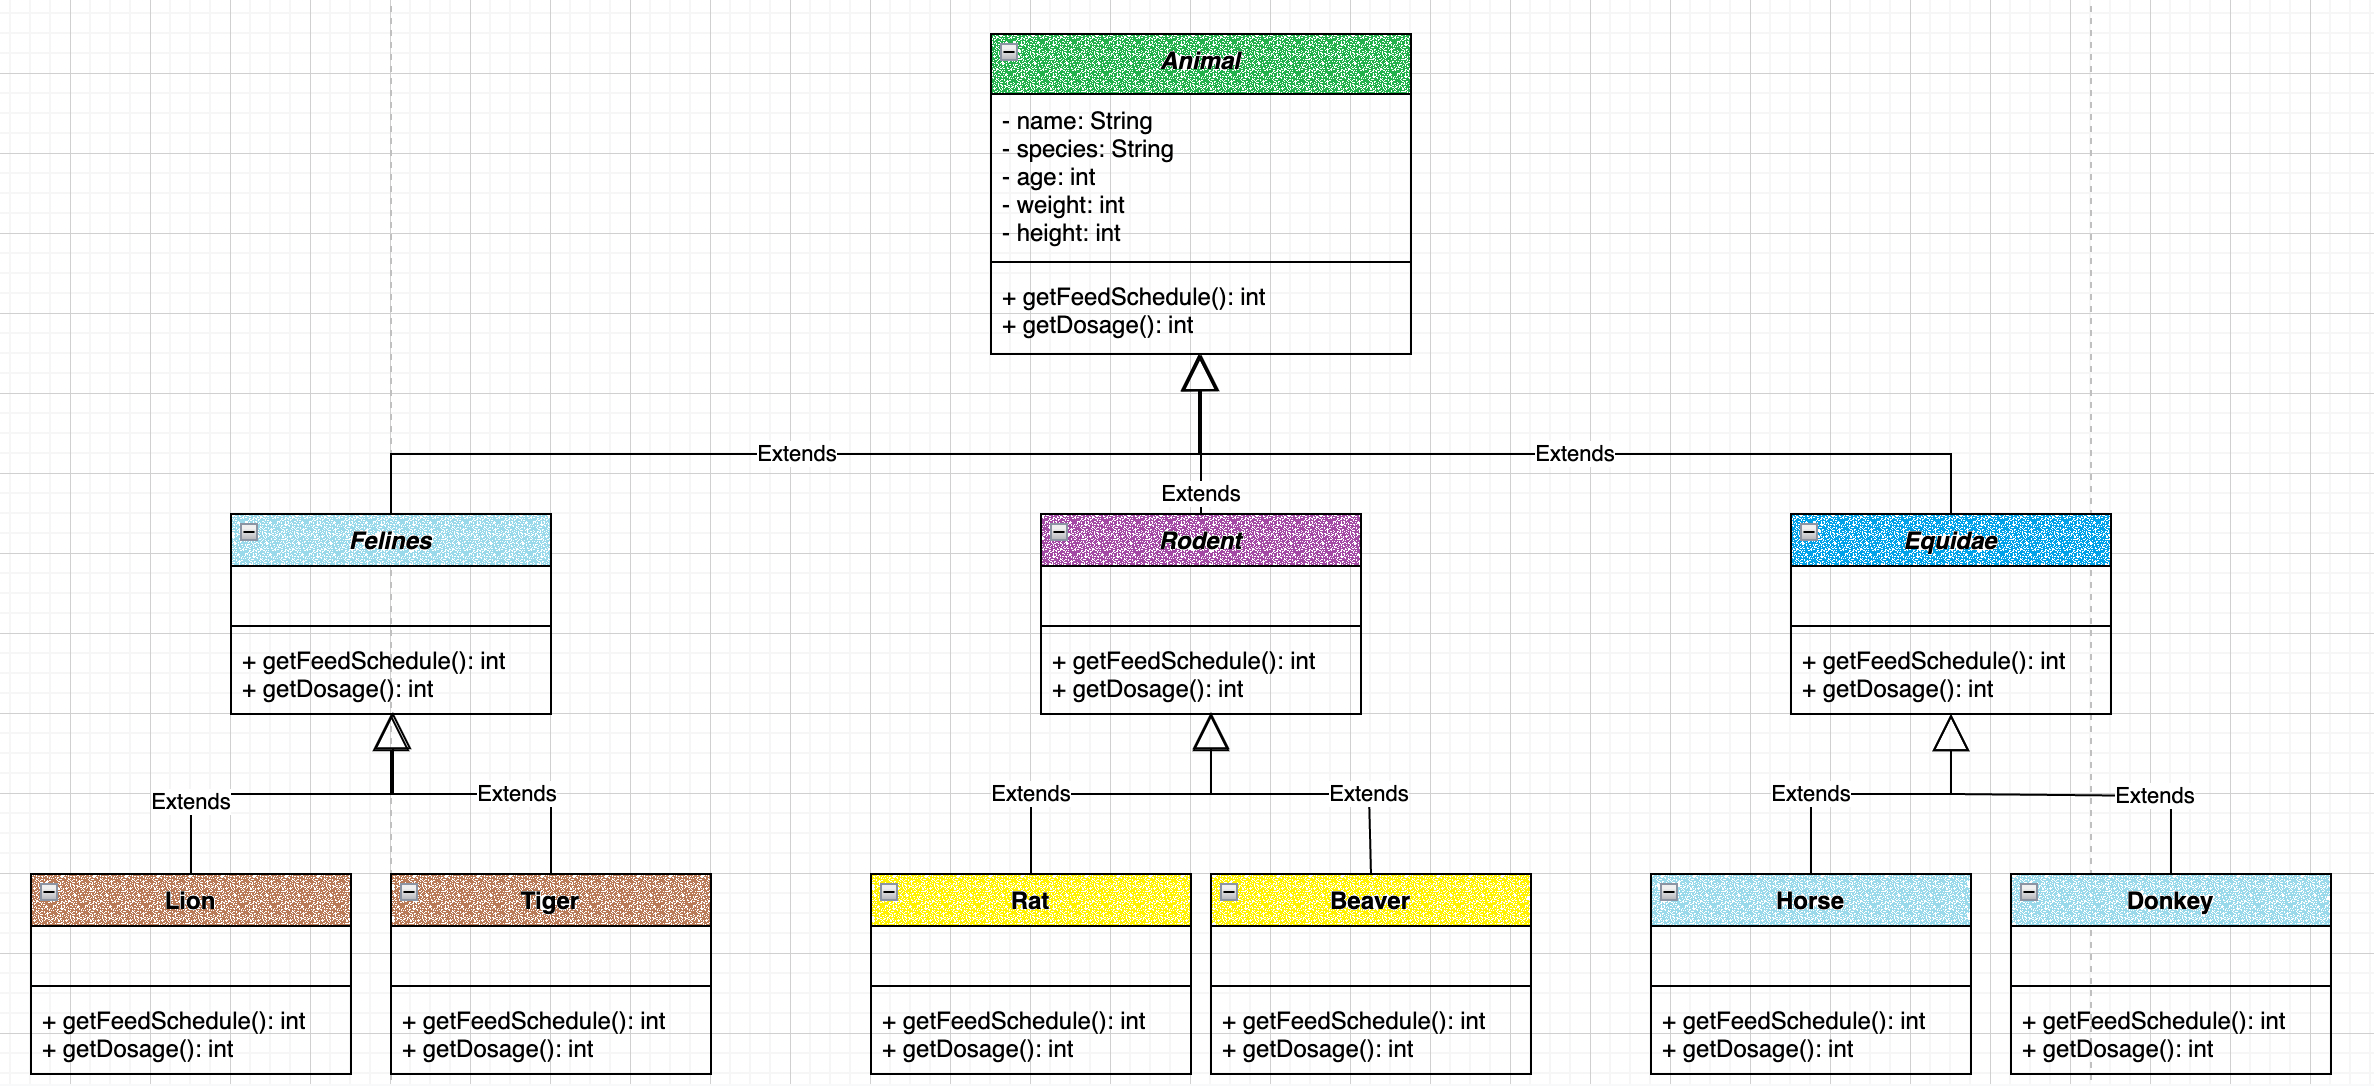 Animal
- name: String
- species: String
- age: int
- weight: int
- height: int
+ getFeedSchedule(): int
+ getDosage(): int
Extends
Extends
Extends
Felines
+ getFeedSchedule(): int
+ getDosage(): int
Rodent
+ getFeedSchedule(): int
+ getDosage(): int
Equidae
+ getFeedSchedule(): int
+ getDosage(): int
Extends
Extends
Extends
Extends
Extends
Extends
Lion
+ getFeedSchedule(): int
+ getDosage(): int
Tiger
+ getFeedSchedule(): int
+ getDosage(): int
Rat
+ getFeedSchedule(): int
+ getDosage(): int
Beaver
+ getFeedSchedule(): int
+ getDosage(): int
Horse
+ getFeedSchedule(): int
+ getDosage(): int
Donkey
+ getFeedSchedule(): int
+ getDosage(): int